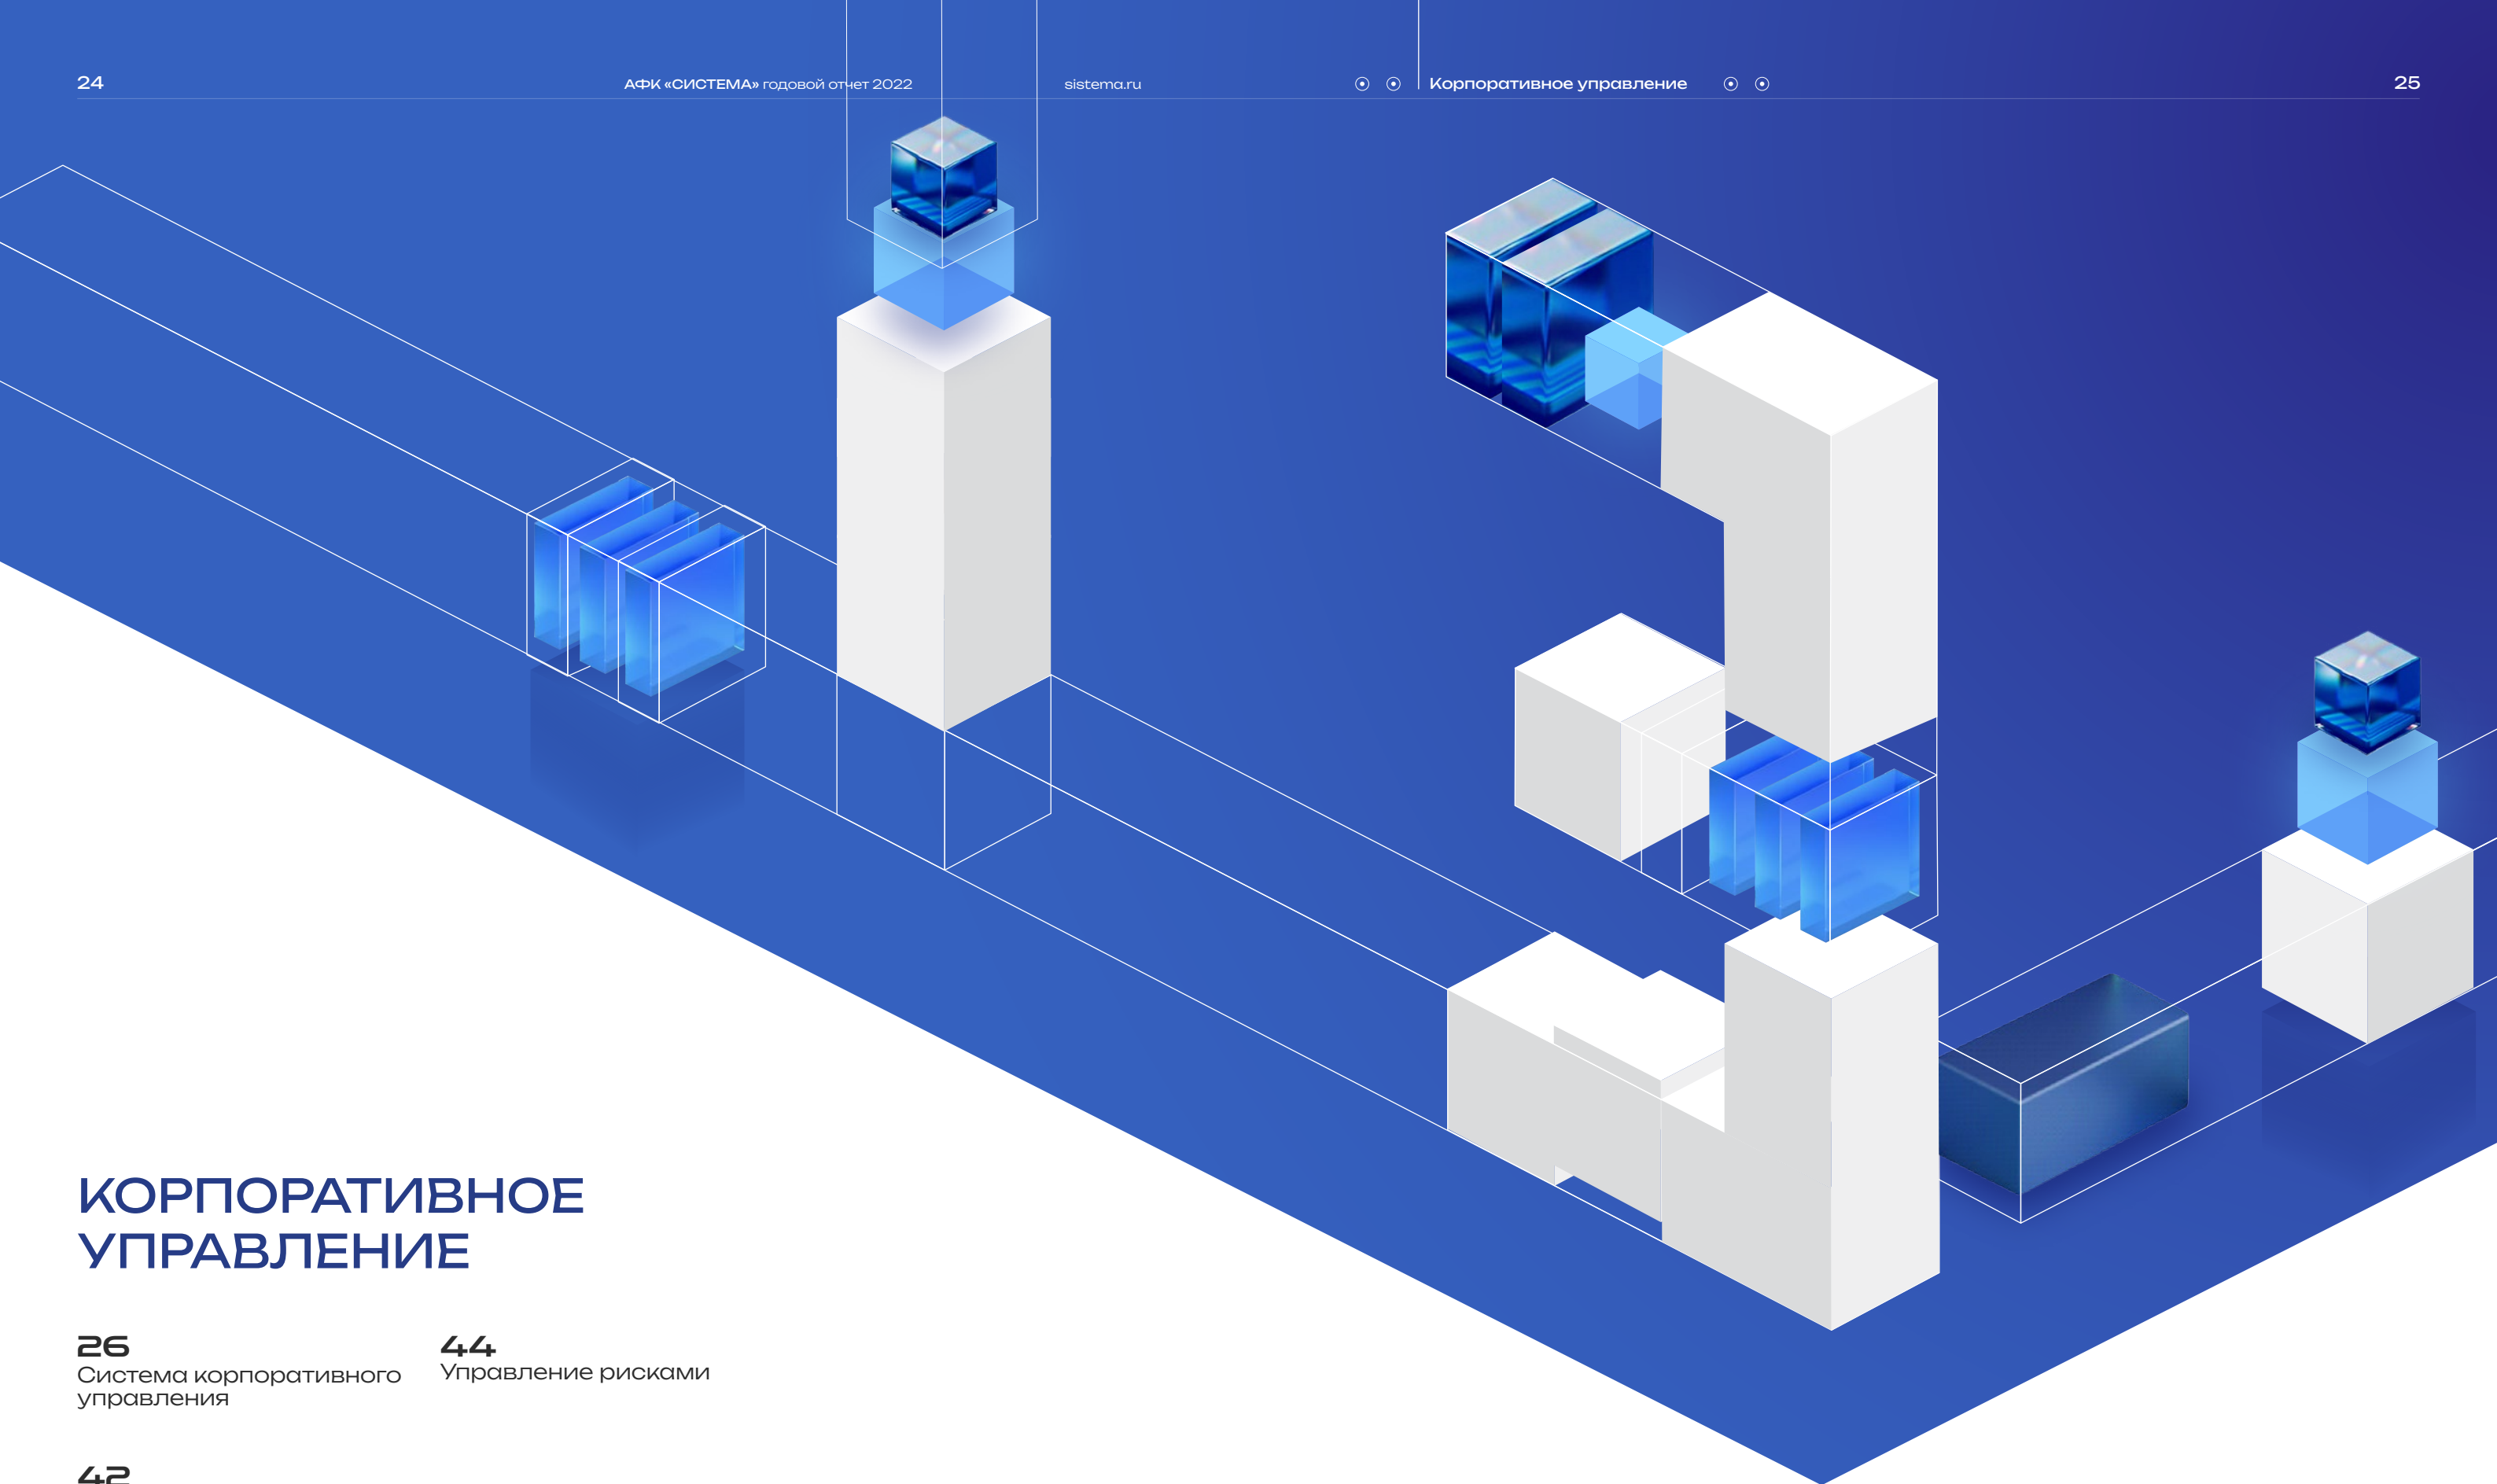 24
АФК «СИСТЕМА» годовой отчет 2022
sistema.ru
Корпоративное управление
25
КОРПОРАТИВНОЕ
УПРАВЛЕНИЕ
26
Система корпоративного
управления
44
Управление рисками
42